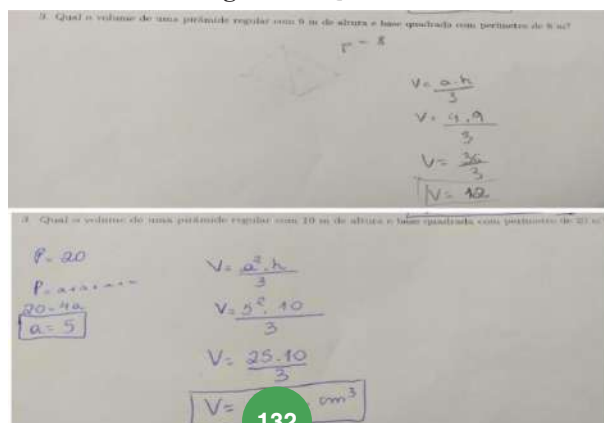 3. Qual o volume de uma pirâmide regular com 9 m de altura e base quadrada com perímetro de 8 m?
P = 8
V = a.h
3
V = 4.9
3
V = 36
3
V = 12
3. Qual o volume de uma pirâmide regular com 10 m de altura e base quadrada com perímetro de 20 m
P = 20
P = a+a+a+a
20 = 4a
a = 5
V = a².h
3
V = 5².10
3
V = 25.10
3
V = cm³
132